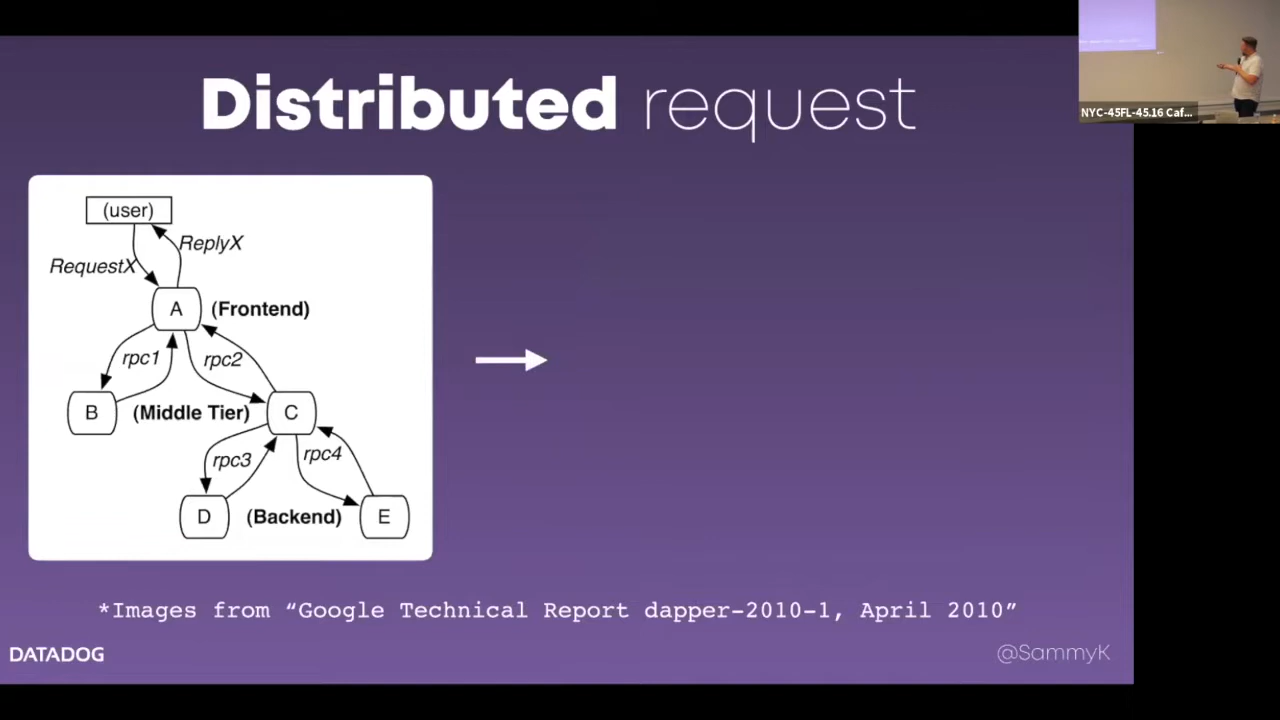 Distributed request
NYC-45FL-45.16 Caf...
(user)
ReplyX
RequestX
A (Frontend)
rpc1 rpc2
B (Middle Tier) C
rpc3 rpc4
D (Backend) E
*Images from “Google Technical Report dapper-2010-1, April 2010”
DATADOG
@SammyK